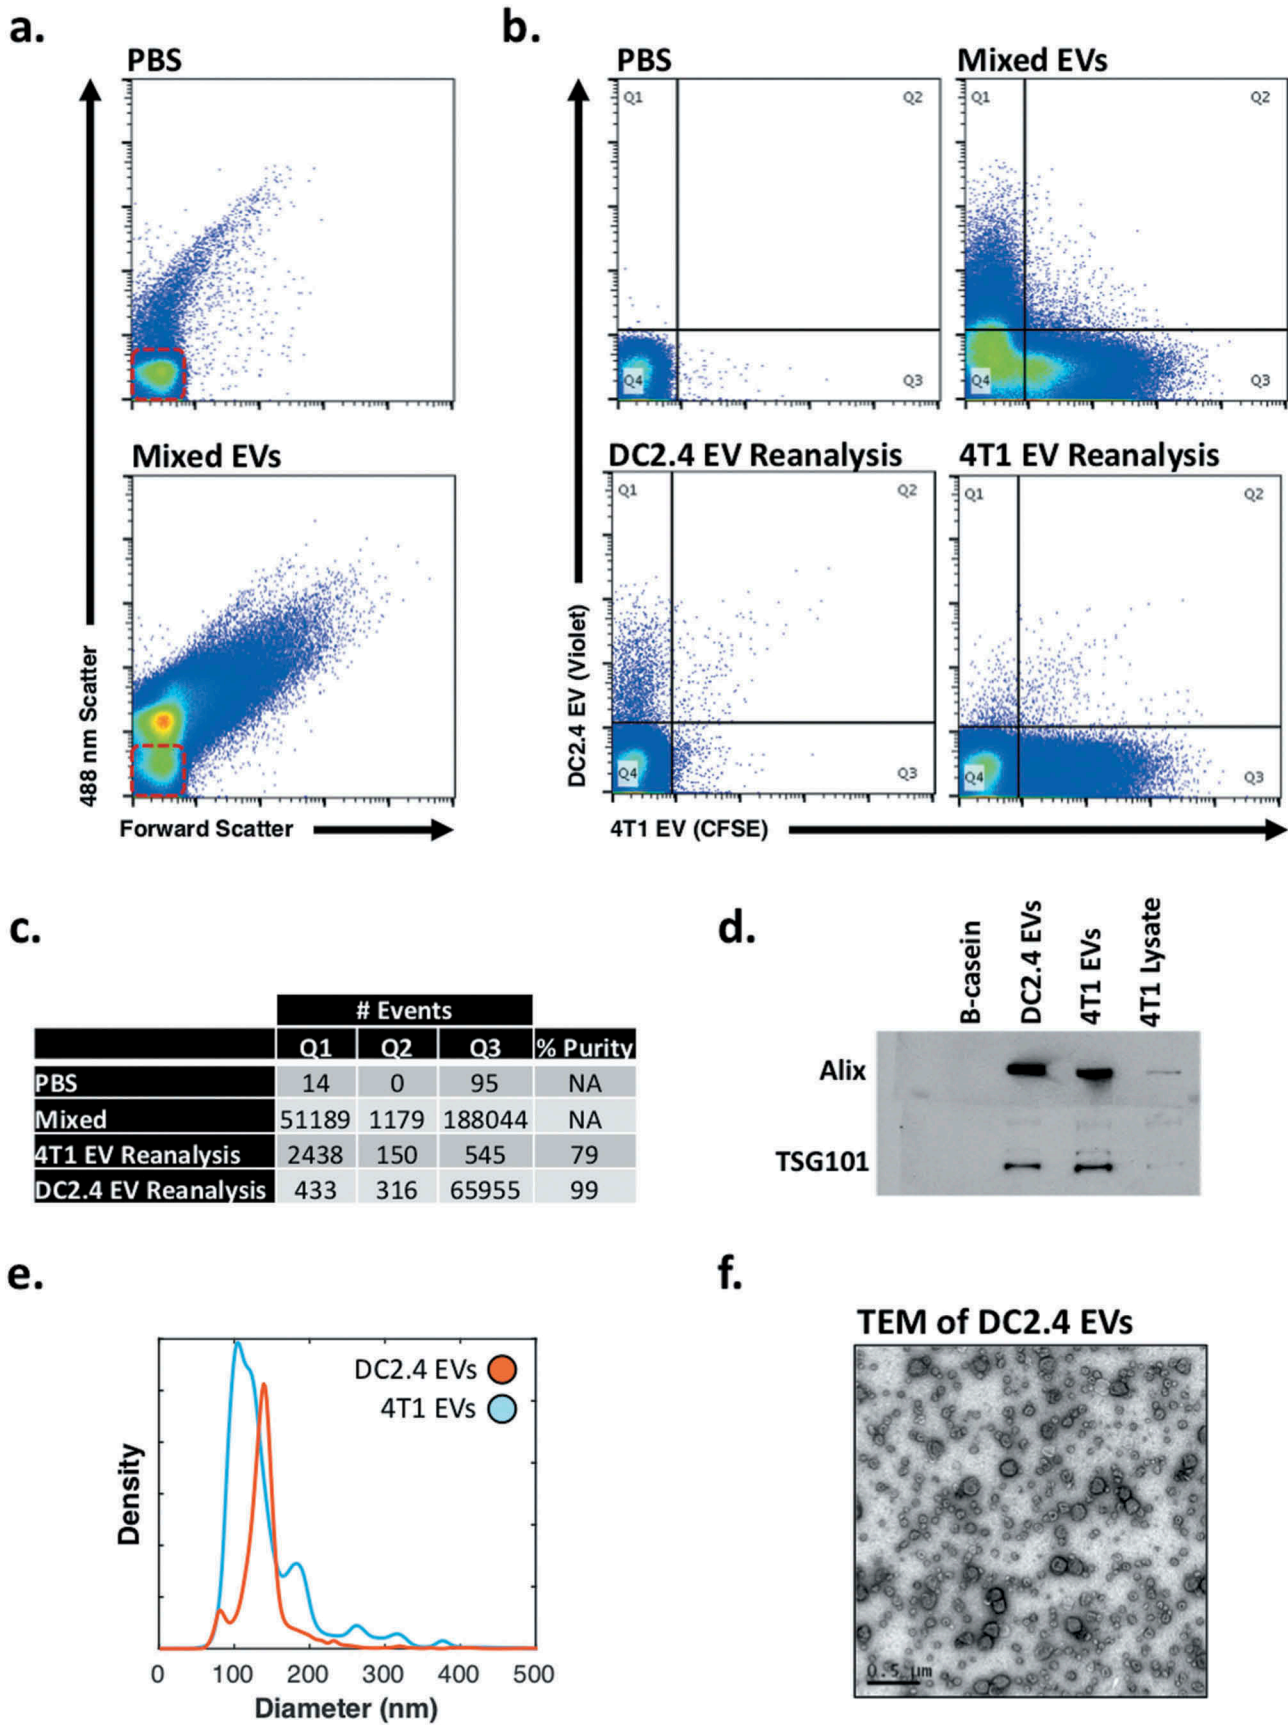 a.
b.
PBS
PBS
Mixed EVs
Q1
Q2
Q4
Q3
Q1
Q2
Q4
Q3
Mixed EVs
DC2.4 EV Reanalysis
4T1 EV Reanalysis
Q1
Q2
Q4
Q3
Q1
Q2
Q4
Q3
488 nm Scatter
Forward Scatter
DC2.4 EV (Violet)
4T1 EV (CFSE)
c.
# Events
Q1 Q2 Q3 % Purity
PBS 14 0 95 NA
Mixed 51189 1179 188044 NA
4T1 EV Reanalysis 2438 150 545 79
DC2.4 EV Reanalysis 433 316 65955 99
d.
B-casein
DC2.4 EVs
4T1 EVs
4T1 Lysate
Alix
TSG101
e.
DC2.4 EVs
4T1 EVs
Density
0 100 200 300 400 500
Diameter (nm)
f.
TEM of DC2.4 EVs
0.5 µm